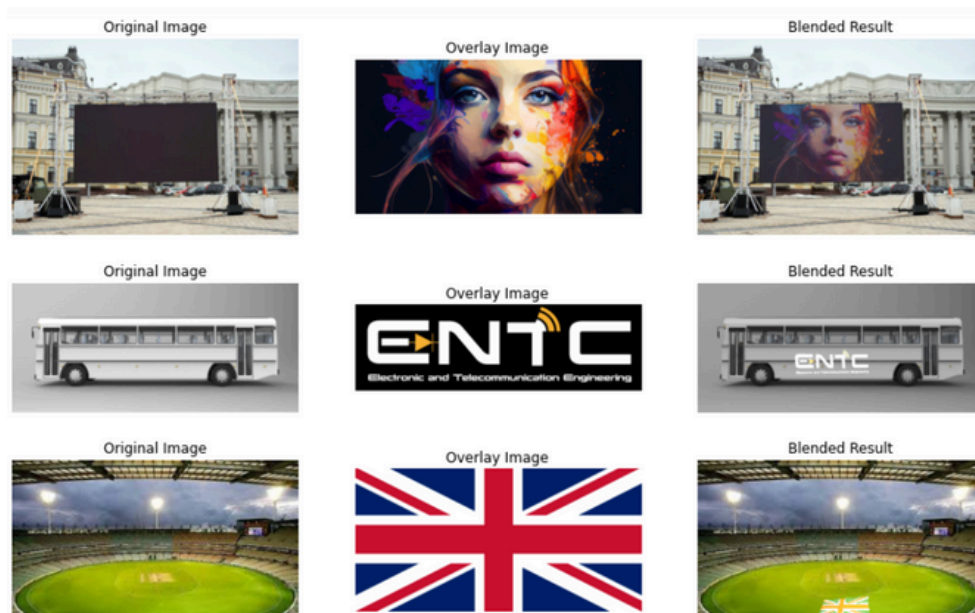 Original Image
Overlay Image
Blended Result
Original Image
Overlay Image
Blended Result
ENTC
Electronic and Telecommunication Engineering
ENTC
Original Image
Overlay Image
Blended Result